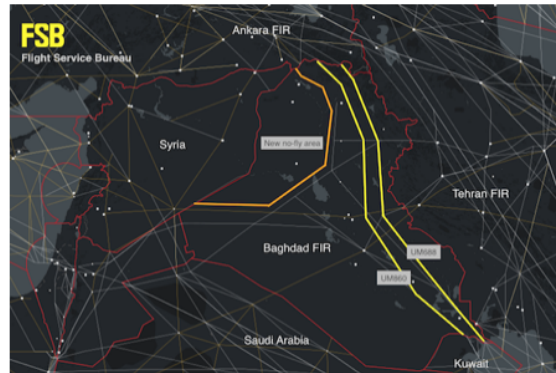 FSB
Flight Service Bureau
Ankara FIR
Syria
New no-fly area
Tehran FIR
Baghdad FIR
UM688
UM860
Saudi Arabia
Kuwait